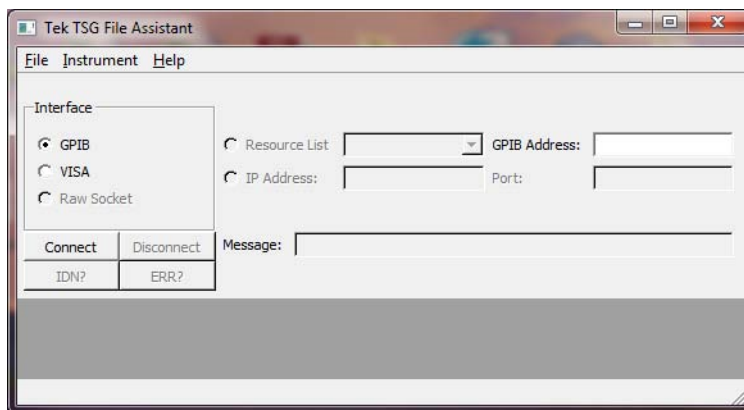 Tek TSG File Assistant
File Instrument Help
Interface
GPIB
VISA
Raw Socket
Resource List
GPIB Address:
IP Address:
Port:
Connect
Disconnect
Message:
IDN?
ERR?